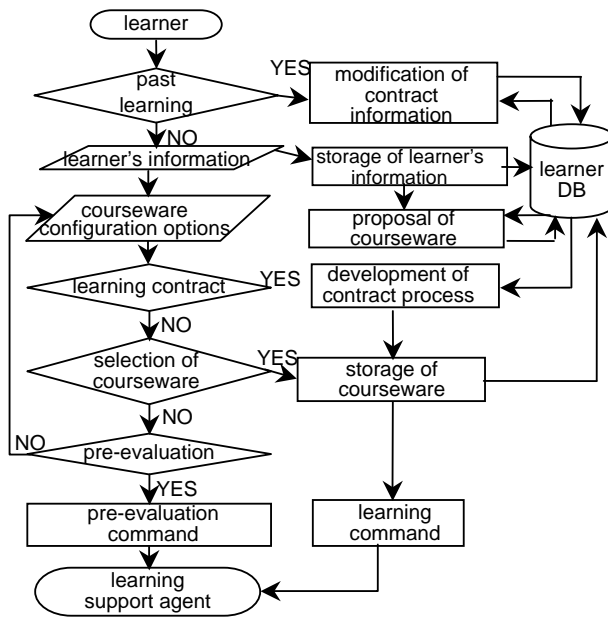 learner
past
learning
YES
modification of
contract
information
NO
learner's information
storage of learner's
information
learner
DB
courseware
configuration options
proposal of
courseware
learning contract
YES
development of
contract process
NO
selection of
courseware
YES
storage of
courseware
NO
NO
pre-evaluation
YES
pre-evaluation
command
learning
command
learning
support agent